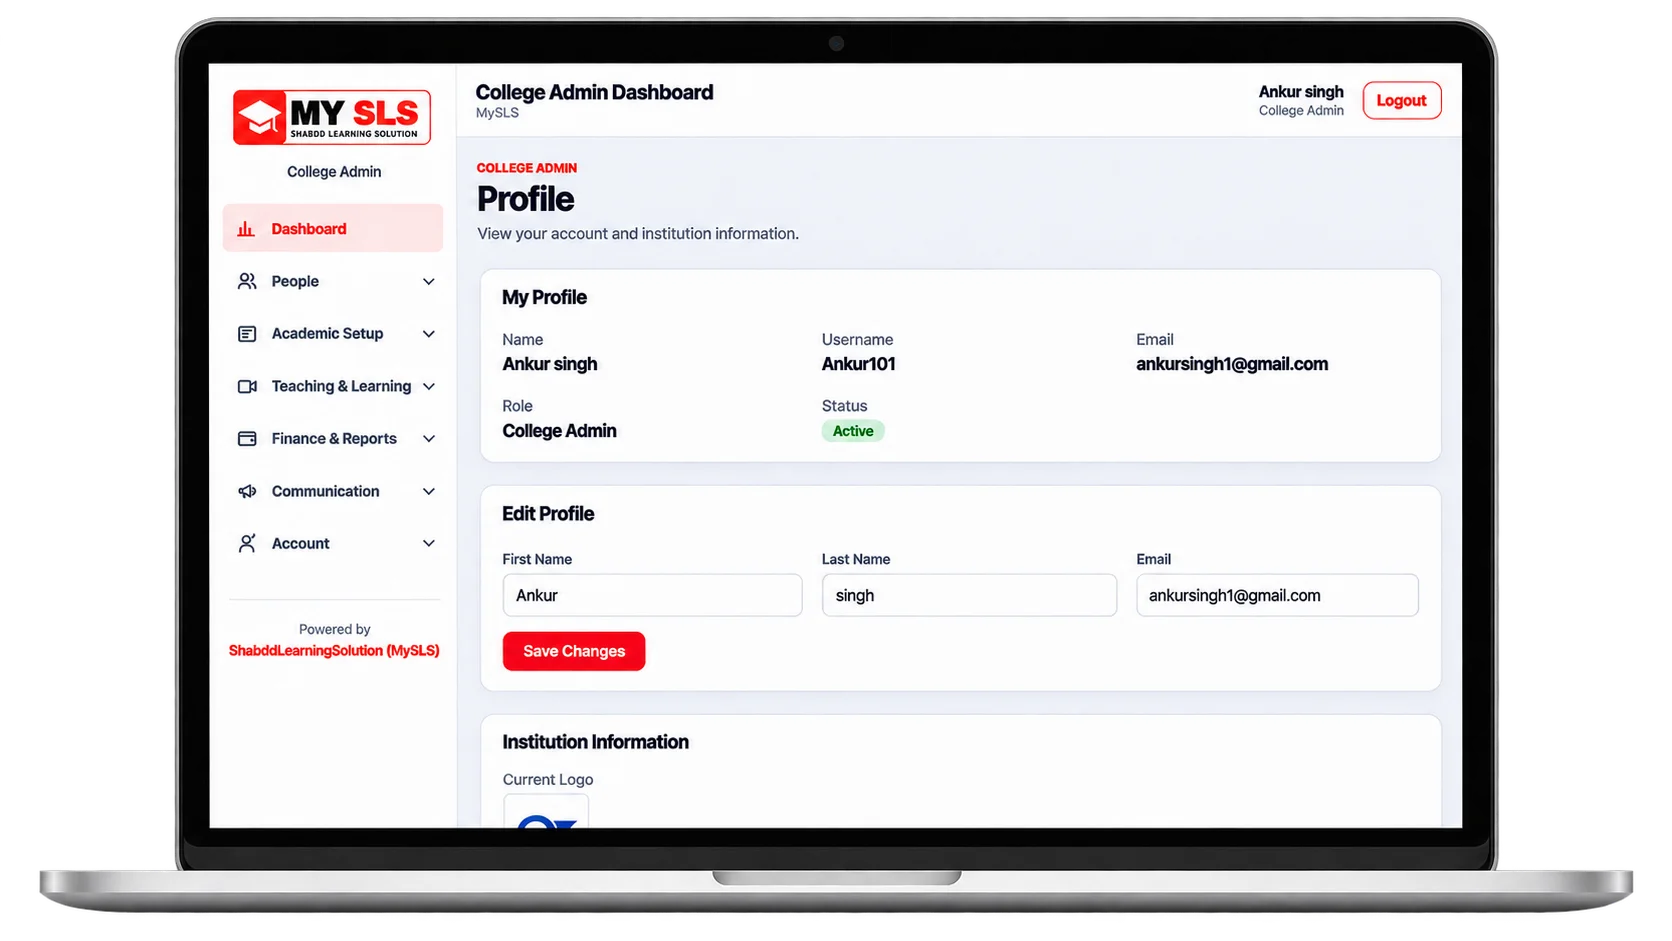 MY SLS
SHABDD LEARNING SOLUTION
College Admin
Dashboard
People
Academic Setup
Teaching & Learning
Finance & Reports
Communication
Account
Powered by
ShabddLearningSolution (MySLS)
College Admin Dashboard
MySLS
Ankur singh
College Admin
Logout
COLLEGE ADMIN
Profile
View your account and institution information.
My Profile
Name
Ankur singh
Username
Ankur101
Email
ankursingh1@gmail.com
Role
College Admin
Status
Active
Edit Profile
First Name
Ankur
Last Name
singh
Email
ankursingh1@gmail.com
Save Changes
Institution Information
Current Logo